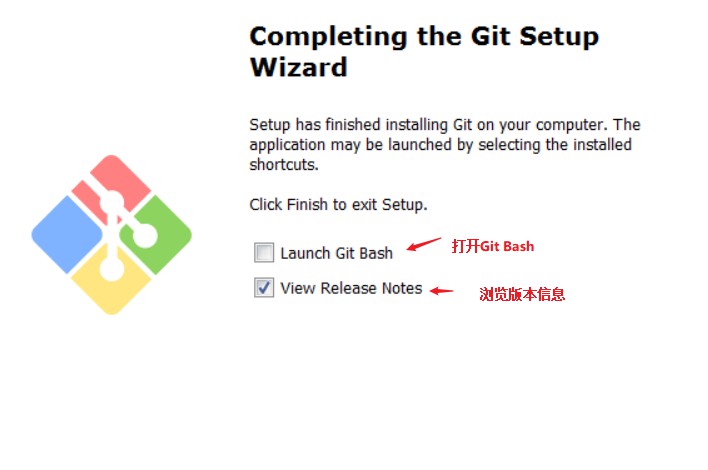 Completing the Git Setup
Wizard
Setup has finished installing Git on your computer. The
application may be launched by selecting the installed
shortcuts.
Click Finish to exit Setup.
Launch Git Bash
打开Git Bash
View Release Notes
浏览版本信息